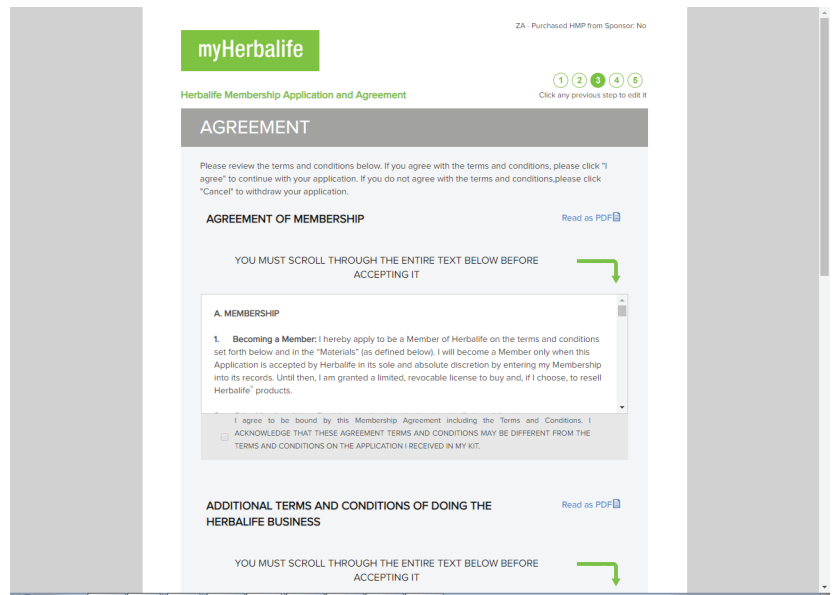 ZA - Purchased HMP from Sponsor: No
myHerbalife
1 2 3 4 5
Herbalife Membership Application and Agreement
Click any previous step to edit it
AGREEMENT
Please review the terms and conditions below. If you agree with the terms and conditions, please click "I
agree" to continue with your application. If you do not agree with the terms and conditions,please click
"Cancel" to withdraw your application.
AGREEMENT OF MEMBERSHIP
Read as PDF
YOU MUST SCROLL THROUGH THE ENTIRE TEXT BELOW BEFORE
ACCEPTING IT
A. MEMBERSHIP
1. Becoming a Member: I hereby apply to be a Member of Herbalife on the terms and conditions
set forth below and in the "Materials" (as defined below). I will become a Member only when this
Application is accepted by Herbalife in its sole and absolute discretion by entering my Membership
into its records. Until then, I am granted a limited, revocable license to buy and, if I choose, to resell
Herbalife® products.
I agree to be bound by this Membership Agreement including the Terms and Conditions. I
ACKNOWLEDGE THAT THESE AGREEMENT TERMS AND CONDITIONS MAY BE DIFFERENT FROM THE
TERMS AND CONDITIONS ON THE APPLICATION I RECEIVED IN MY KIT.
ADDITIONAL TERMS AND CONDITIONS OF DOING THE
HERBALIFE BUSINESS
Read as PDF
YOU MUST SCROLL THROUGH THE ENTIRE TEXT BELOW BEFORE
ACCEPTING IT